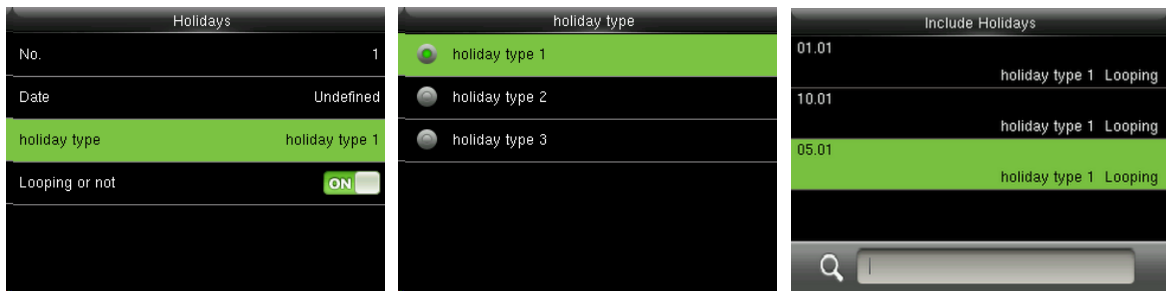 Holidays
No. 1
Date Undefined
holiday type holiday type 1
Looping or not ON
holiday type
holiday type 1
holiday type 2
holiday type 3
Include Holidays
01.01
holiday type 1 Looping
10.01
holiday type 1 Looping
05.01
holiday type 1 Looping